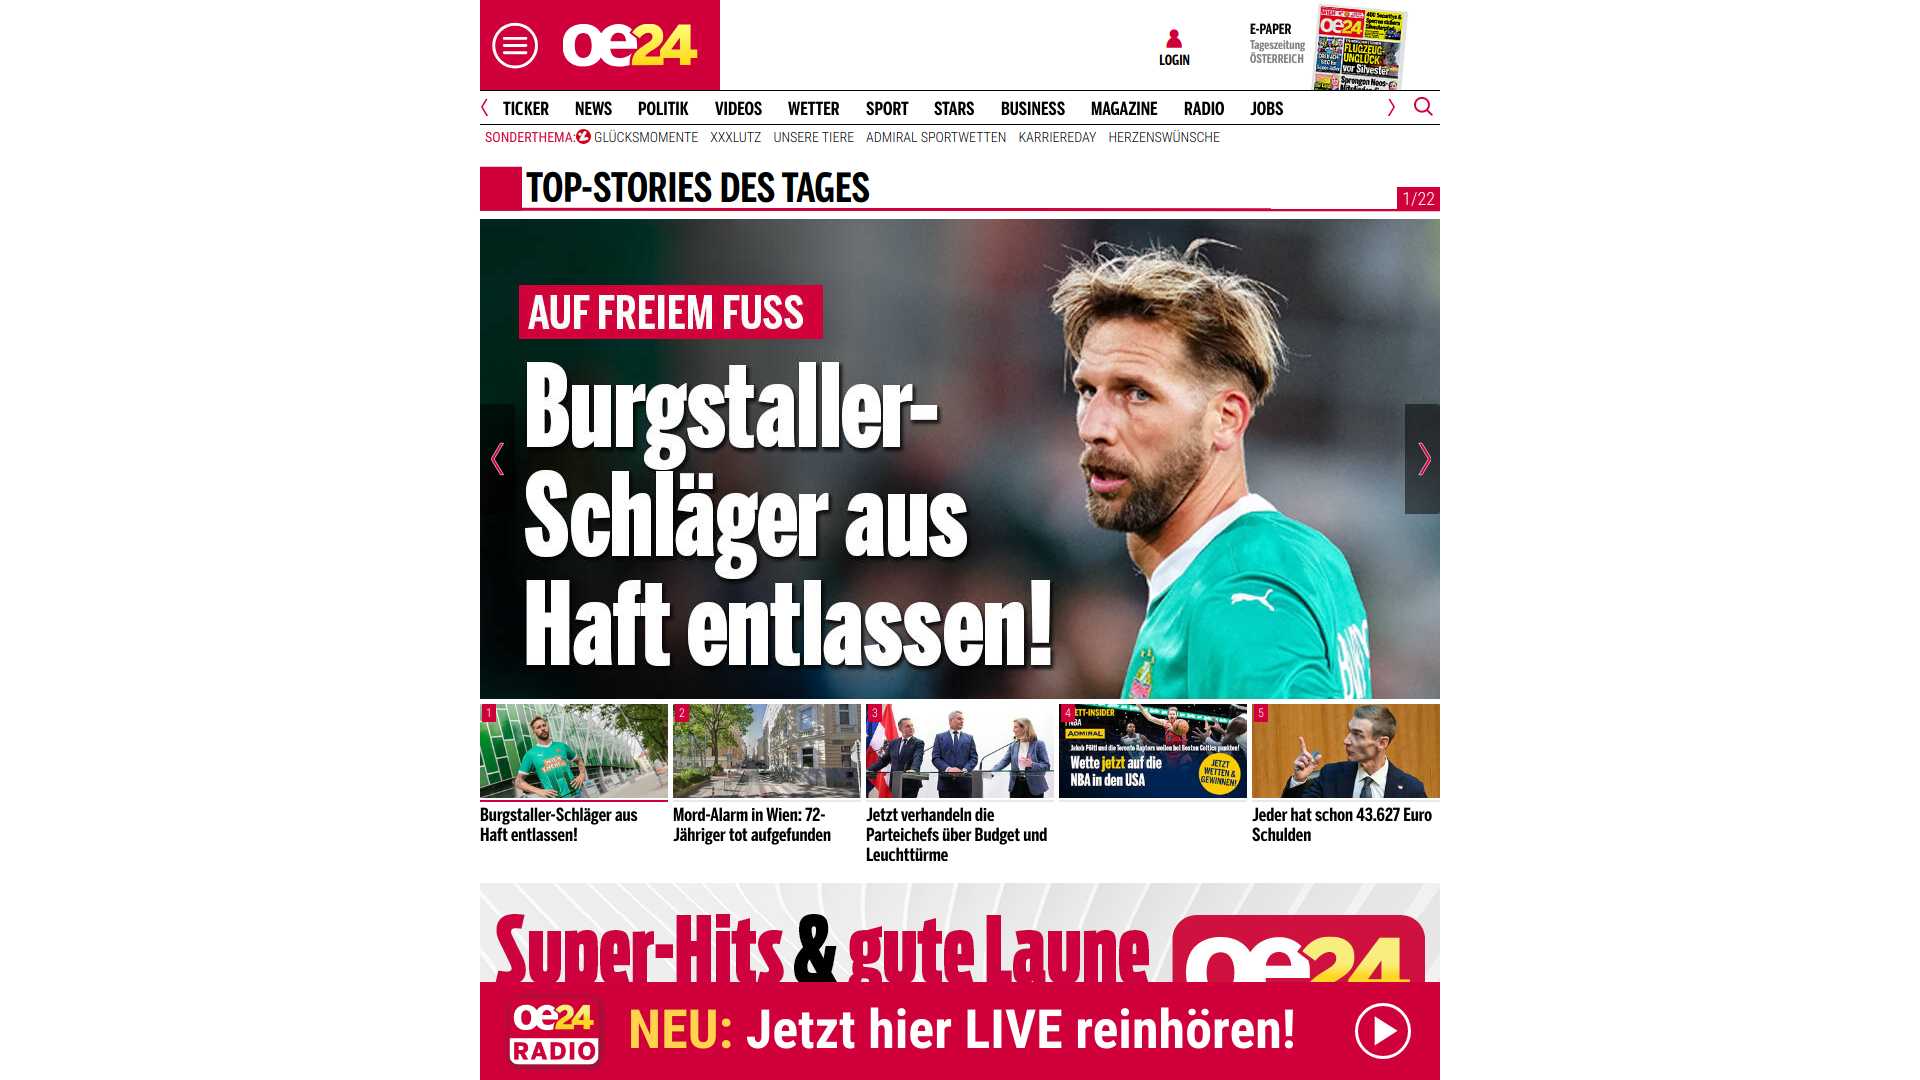 oe24
LOGIN
E-PAPER
Tageszeitung
ÖSTERREICH
oe24
FLUGZEUG-
UNGLÜCK
vor Silvester
TICKER NEWS POLITIK VIDEOS WETTER SPORT STARS BUSINESS MAGAZINE RADIO JOBS
SONDERTHEMA: GLÜCKSMOMENTE XXXLUTZ UNSERE TIERE ADMIRAL SPORTWETTEN KARRIEREDAY HERZENSWÜNSCHE
TOP-STORIES DES TAGES
1/22
AUF FREIEM FUSS
Burgstaller-
Schläger aus
Haft entlassen!
1
Burgstaller-Schläger aus
Haft entlassen!
2
Mord-Alarm in Wien: 72-
Jähriger tot aufgefunden
3
Jetzt verhandeln die
Parteichefs über Budget und
Leuchttürme
4
ETT-INSIDER
NBA
ADMIRAL
Jakob Pöltl und die Toronto Raptors wollen bei Boston Celtics punkten!
Wette jetzt auf die
NBA in den USA
JETZT
WETTEN &
GEWINNEN!
5
Jeder hat schon 43.627 Euro
Schulden
Super-Hits & gute Laune
oe24
oe24
RADIO
NEU: Jetzt hier LIVE reinhören!